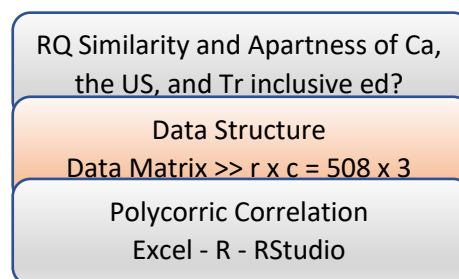 RQ Similarity and Apartness of Ca,
the US, and Tr inclusive ed?
Data Structure
Data Matrix >> r x c = 508 x 3
Polycorric Correlation
Excel - R - RStudio